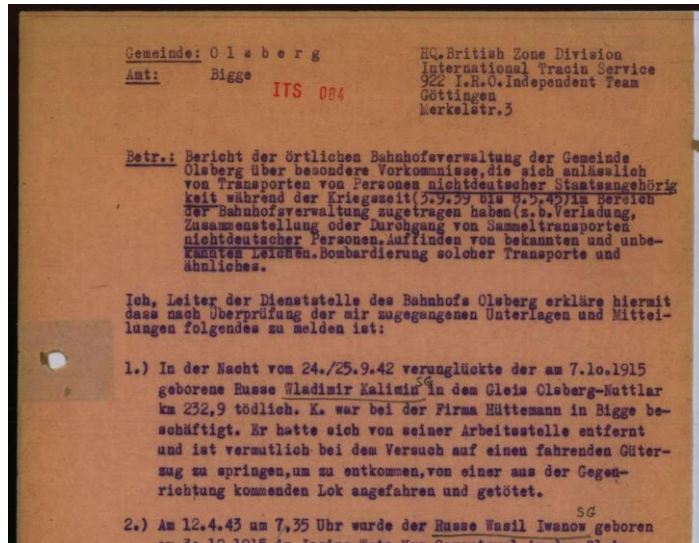 Gemeinde: O l s b e r g
Amt: Bigge
ITS 084
HQ.British Zone Division
International Tracin Service
922 I.R.O.Independent Team
Göttingen
Merkelstr.3
Betr.: Bericht der örtlichen Bahnhofsverwaltung der Gemeinde
Olsberg über besondere Vorkommnisse,die sich anlässlich
von Transporten von Personen nichtdeutscher Staatsangehörig
keit während der Kriegszeit(3.9.39 bis 8.5.45)im Bereich
der Bahnhofsverwaltung zugetragen haben(z.b.Verladung,
Zusammenstellung oder Durchgang von Sammeltransporten
nichtdeutscher Personen.Auffinden von bekannten und unbe-
kannten Leichen.Bombardierung solcher Transporte und
ähnliches.
Ich, Leiter der Dienststelle des Bahnhofs Olsberg erkläre hiermit
dass nach Überprüfung der mir zugegangenen Unterlagen und Mittei-
lungen folgendes zu melden ist:
1.) In der Nacht vom 24./25.9.42 verunglückte der am 7.1o.1915
geborene Russe Wladimir Kalimin SG in dem Gleis Olsberg-Nuttlar
km 232,9 tödlich. K. war bei der Firma Hüttemann in Bigge be-
schäftigt. Er hatte sich von seiner Arbeitsstelle entfernt
und ist vermutlich bei dem Versuch auf einen fahrenden Güter-
zug zu springen,um zu entkommen,von einer aus der Gegen-
richtung kommenden Lok angefahren und getötet.
SG
2.) Am 12.4.43 um 7,35 Uhr wurde der Russe Wasil Iwanow geboren